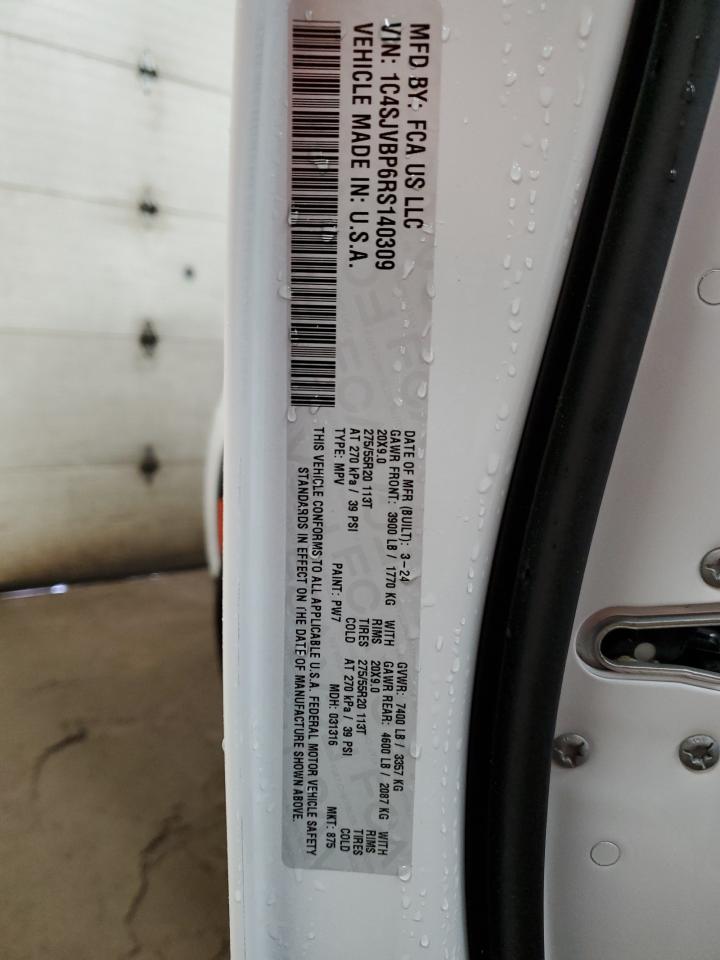 MFD BY: FCA US LLC
VIN: 1C4SJVBP6RS140309
VEHICLE MADE IN: U.S.A.
DATE OF MFR (BUILT): 3-24 GVWR: 7400 LB / 3357 KG
GAWR FRONT: 3900 LB / 1770 KG WITH GAWR REAR: 4600 LB / 2087 KG WITH
20X9.0 RIMS 20X9.0 RIMS
275/55R20 113T TIRES 275/55R20 113T TIRES
AT 270 kPa / 39 PSI COLD AT 270 kPa / 39 PSI COLD
TYPE: MPV PAINT: PW7 MDH: 031316 MKT: 875
THIS VEHICLE CONFORMS TO ALL APPLICABLE U.S.A. FEDERAL MOTOR VEHICLE SAFETY
STANDARDS IN EFFECT ON THE DATE OF MANUFACTURE SHOWN ABOVE.